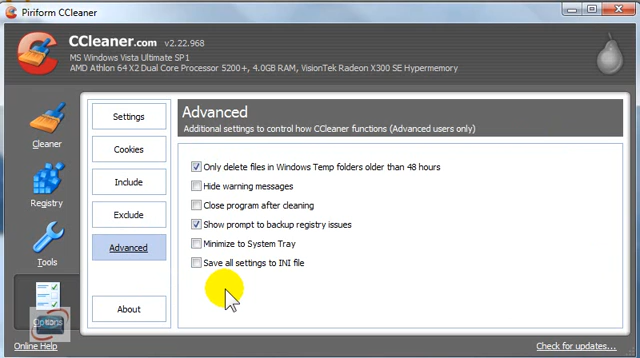 Piriform CCleaner
CCleaner.com v2.22.968
MS Windows Vista Ultimate SP1
AMD Athlon 64 X2 Dual Core Processor 5200+, 4.0GB RAM, VisionTek Radeon X300 SE Hypermemory
Cleaner
Registry
Tools
Options
Settings
Cookies
Include
Exclude
Advanced
About
Advanced
Additional settings to control how CCleaner functions (Advanced users only)
Only delete files in Windows Temp folders older than 48 hours
Hide warning messages
Close program after cleaning
Show prompt to backup registry issues
Minimize to System Tray
Save all settings to INI file
Online Help
Check for updates...